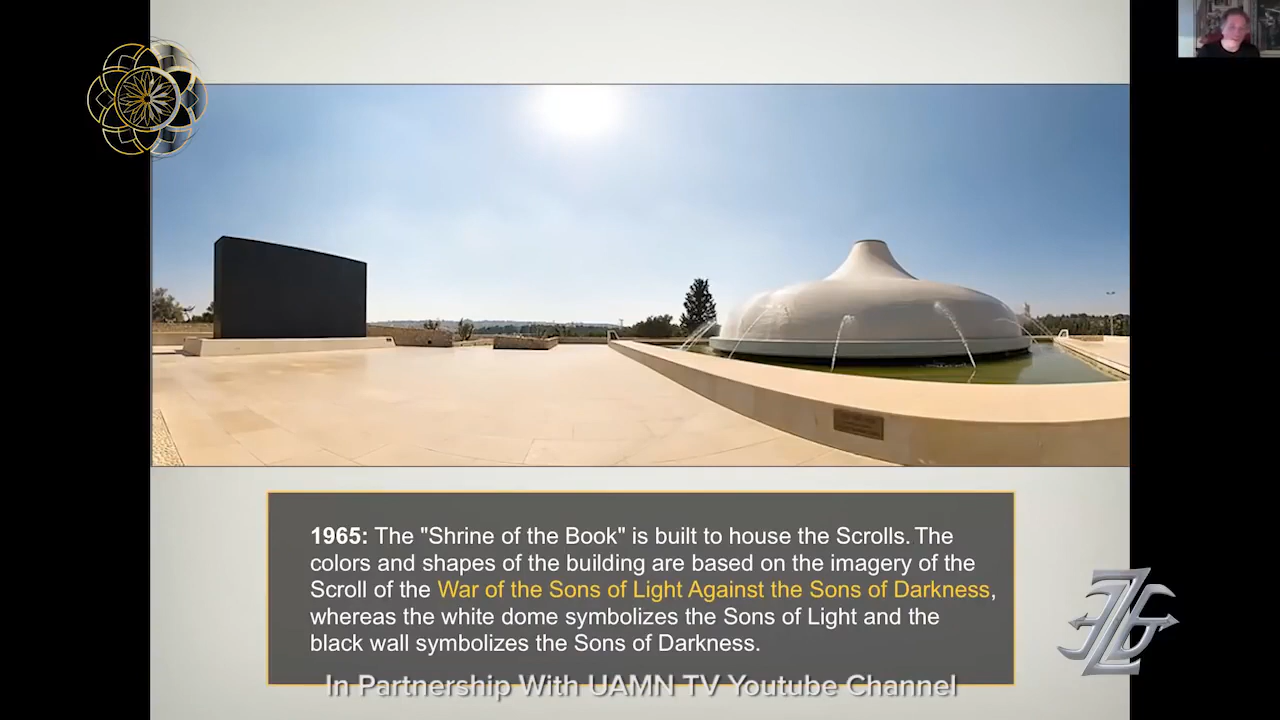 1965: The "Shrine of the Book" is built to house the Scrolls. The
colors and shapes of the building are based on the imagery of the
Scroll of the War of the Sons of Light Against the Sons of Darkness,
whereas the white dome symbolizes the Sons of Light and the
black wall symbolizes the Sons of Darkness.
In Partnership With UAMN TV Youtube Channel